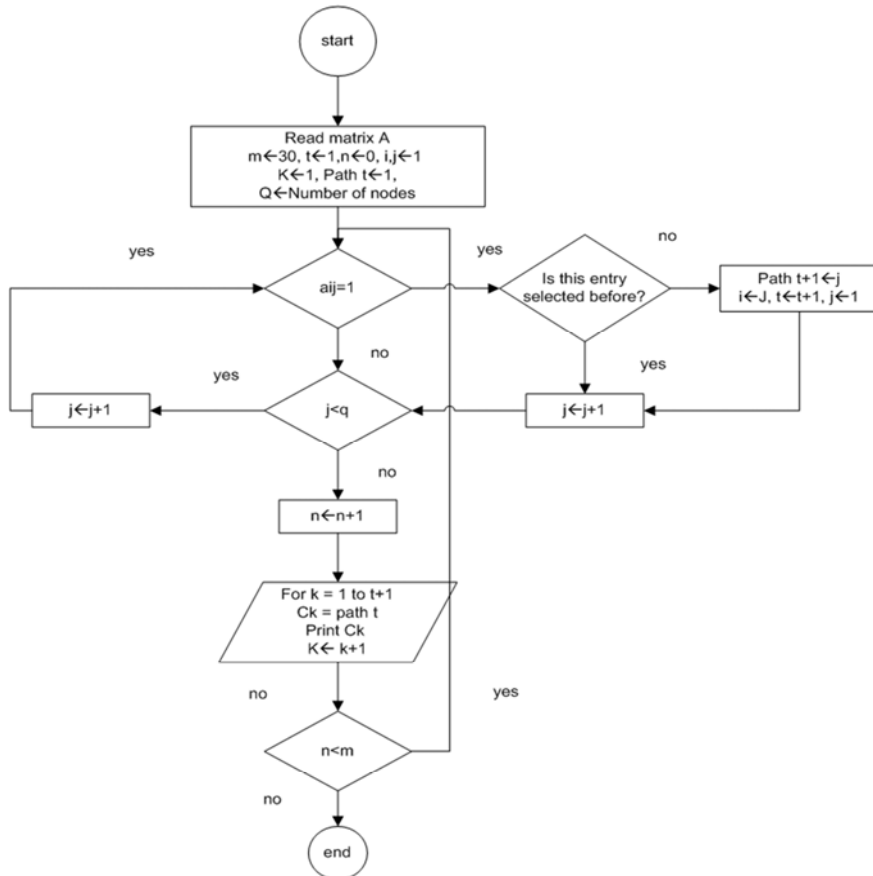 start
Read matrix A
m←30, t←1,n←0, i,j←1
K←1, Path t←1,
Q←Number of nodes
yes
yes
no
aij=1
Is this entry
selected before?
Path t+1←j
i←J, t←t+1, j←1
no
yes
yes
j←j+1
j<q
j←j+1
no
n←n+1
For k = 1 to t+1
Ck = path t
Print Ck
K← k+1
no
yes
n<m
no
end